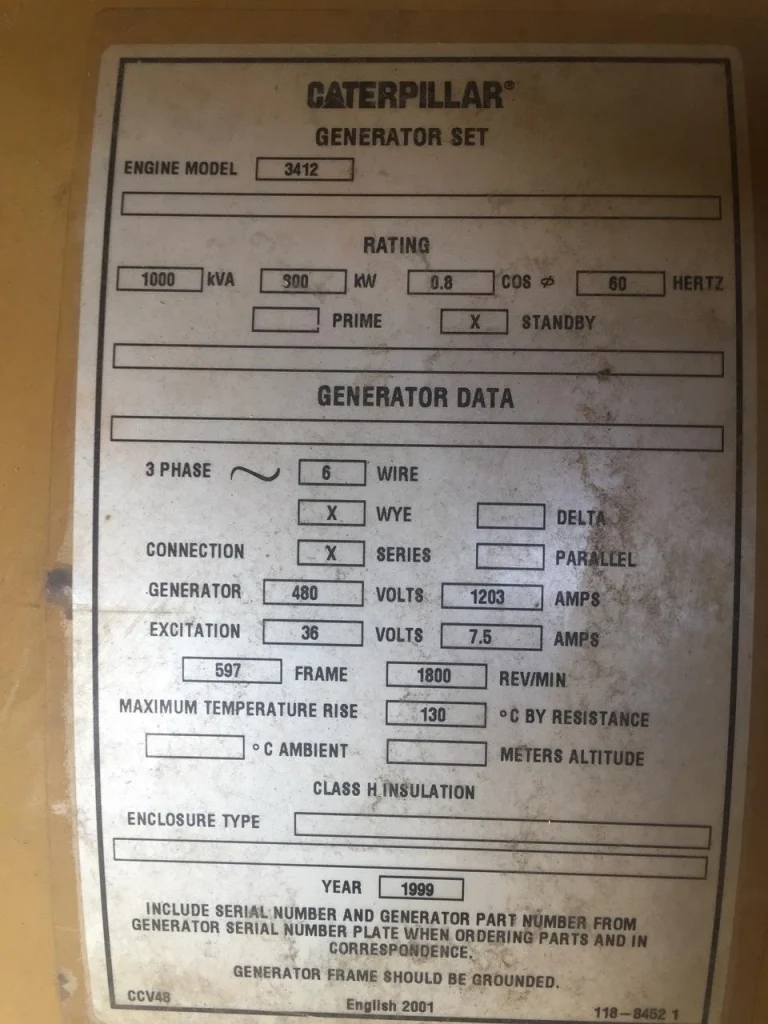 CATERPILLAR®
GENERATOR SET
ENGINE MODEL 3412
RATING
1000 kVA 800 kW 0.8 COS ⌀ 60 HERTZ
PRIME X STANDBY
GENERATOR DATA
3 PHASE ~ 6 WIRE
X WYE DELTA
CONNECTION X SERIES PARALLEL
GENERATOR 480 VOLTS 1203 AMPS
EXCITATION 36 VOLTS 7.5 AMPS
597 FRAME 1800 REV/MIN
MAXIMUM TEMPERATURE RISE 130 °C BY RESISTANCE
°C AMBIENT METERS ALTITUDE
CLASS H INSULATION
ENCLOSURE TYPE
YEAR 1999
INCLUDE SERIAL NUMBER AND GENERATOR PART NUMBER FROM
GENERATOR SERIAL NUMBER PLATE WHEN ORDERING PARTS AND IN
CORRESPONDENCE.
GENERATOR FRAME SHOULD BE GROUNDED.
CCV48 English 2001 118-8452 1